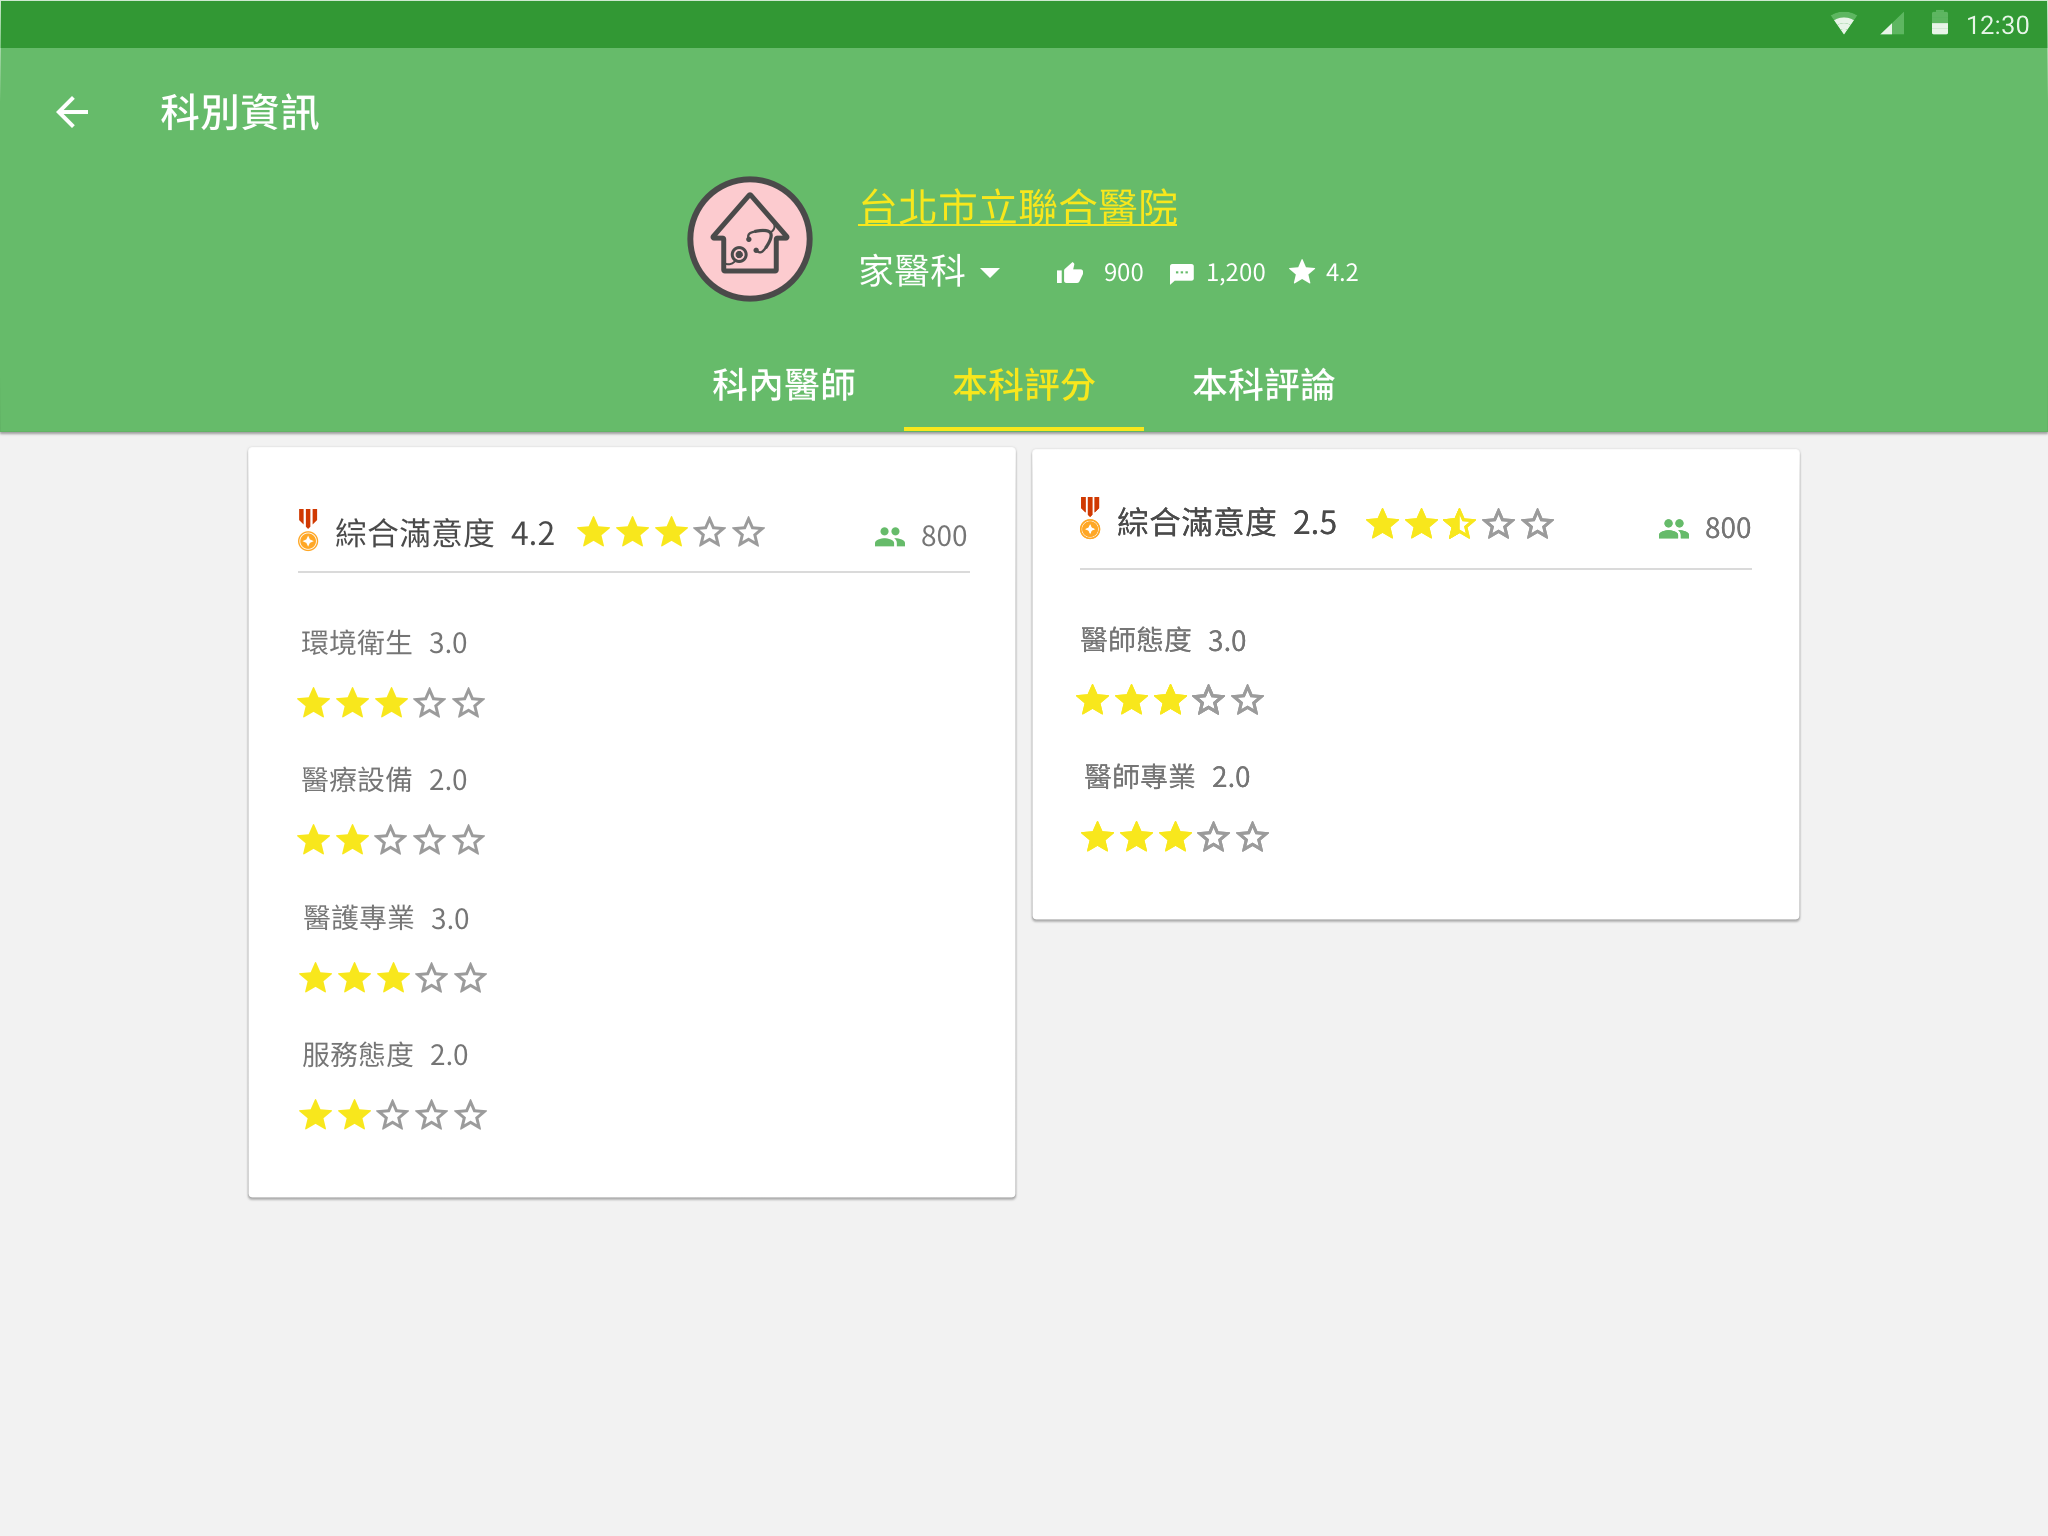 12:30
科別資訊
台北市立聯合醫院
家醫科 900 1,200 4.2
科內醫師 本科評分 本科評論
綜合滿意度 4.2 800
環境衛生 3.0
醫療設備 2.0
醫護專業 3.0
服務態度 2.0
綜合滿意度 2.5 800
醫師態度 3.0
醫師專業 2.0